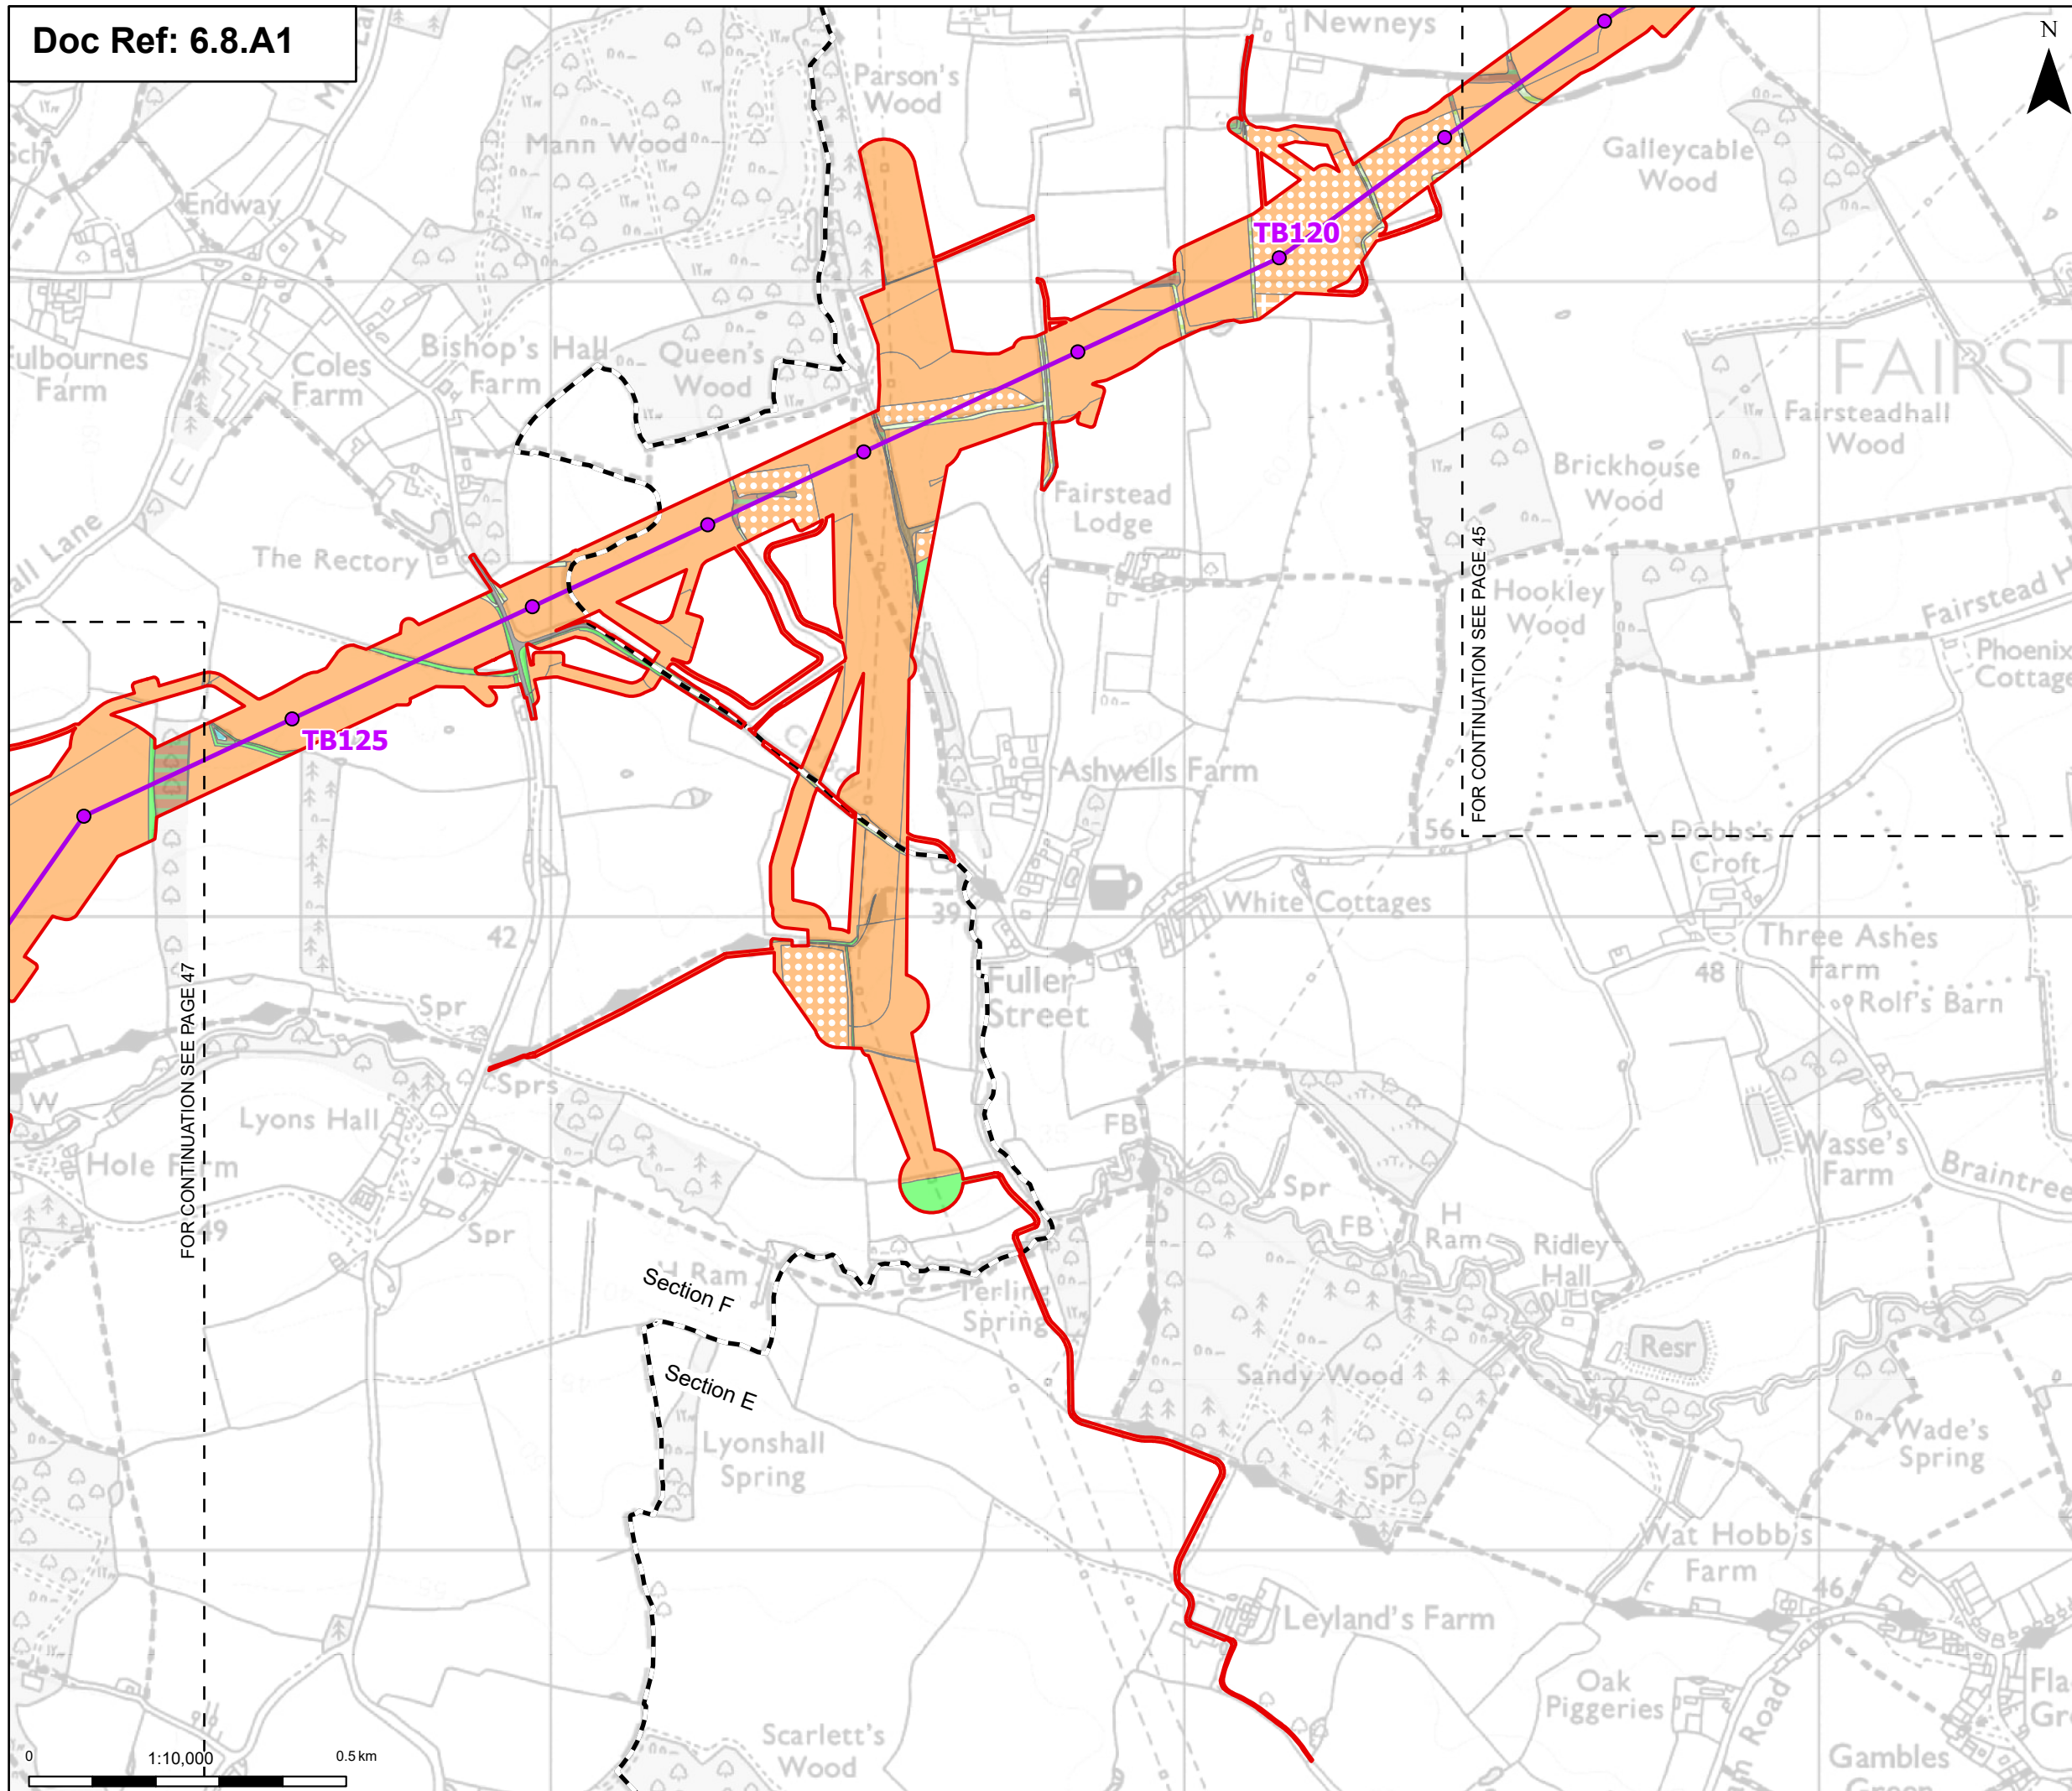 Doc Ref: 6.8.A1
Newneys
N
Parson's
Wood
Mann Wood
Galleycable
Wood
Endway
TB120
Coles
Farm
Bishop's Hall
Farm
Queen's
Wood
Farm
FAIRST
Fairsteadhall
Wood
Brickhouse
Wood
Fairstead
Lodge
The Rectory
Hookley
Wood
Fairstead H
FOR CONTINUATION SEE PAGE 45
Phoenix
Cottage
TB125
Ashwells Farm
56
Dobbs's
Croft
White Cottages
39
42
Three Ashes
Farm
48
Rolf's Barn
Fuller
Street
Spr
Sprs
FOR CONTINUATION SEE PAGE 47
W
Lyons Hall
FB
Wasse's
Farm
Braintree
Hole Farm
49
Spr
Spr
FB
H
Ram
Ridley
Hall
H Ram
Section F
Terling
Spring
Resr
Section E
Sandy Wood
Lyonshall
Spring
Spr
Wade's
Spring
Wat Hobb's
Farm
46
Leyland's Farm
Oak
Piggeries
Road
Scarlett's
Wood
Gambles
Green
0
1:10,000
0.5 km